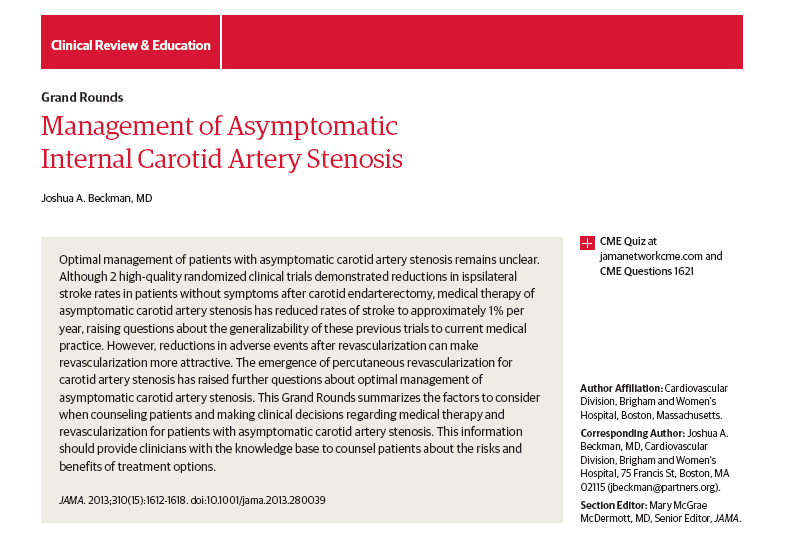 Clinical Review & Education
Grand Rounds
Management of Asymptomatic
Internal Carotid Artery Stenosis
Joshua A. Beckman, MD
Optimal management of patients with asymptomatic carotid artery stenosis remains unclear.
Although 2 high-quality randomized clinical trials demonstrated reductions in ispsilateral
stroke rates in patients without symptoms after carotid endarterectomy, medical therapy of
asymptomatic carotid artery stenosis has reduced rates of stroke to approximately 1% per
year, raising questions about the generalizability of these previous trials to current medical
practice. However, reductions in adverse events after revascularization can make
revascularization more attractive. The emergence of percutaneous revascularization for
carotid artery stenosis has raised further questions about optimal management of
asymptomatic carotid artery stenosis. This Grand Rounds summarizes the factors to consider
when counseling patients and making clinical decisions regarding medical therapy and
revascularization for patients with asymptomatic carotid artery stenosis. This information
should provide clinicians with the knowledge base to counsel patients about the risks and
benefits of treatment options.
JAMA. 2013;310(15):1612-1618. doi:10.1001/jama.2013.280039
CME Quiz at
jamanetworkcme.com and
CME Questions 1621
Author Affiliation: Cardiovascular
Division, Brigham and Women's
Hospital, Boston, Massachusetts.
Corresponding Author: Joshua A.
Beckman, MD, Cardiovascular
Division, Brigham and Women's
Hospital, 75 Francis St, Boston, MA
02115 (jbeckman@partners.org).
Section Editor: Mary McGrae
McDermott, MD, Senior Editor, JAMA.